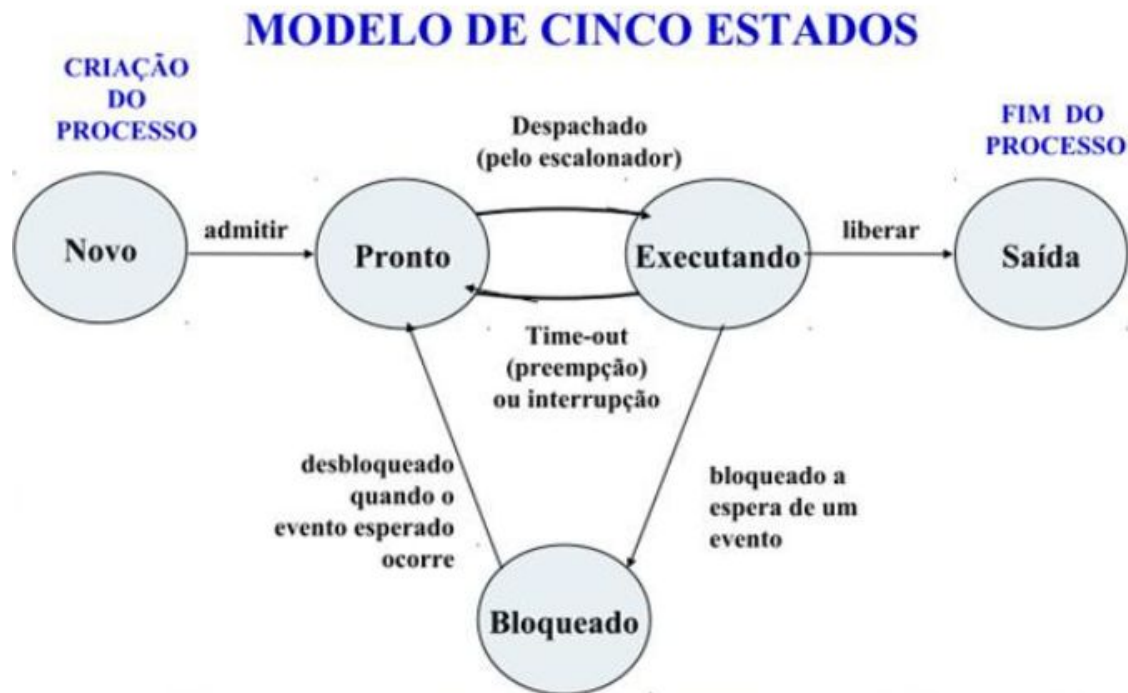 MODELO DE CINCO ESTADOS
CRIAÇÃO
DO
PROCESSO
FIM DO
PROCESSO
Despachado
(pelo escalonador)
Novo
admitir
Pronto
Executando
liberar
Saída
Time-out
(preempção)
ou interrupção
desbloqueado
quando o
evento esperado
ocorre
bloqueado a
espera de um
evento
Bloqueado